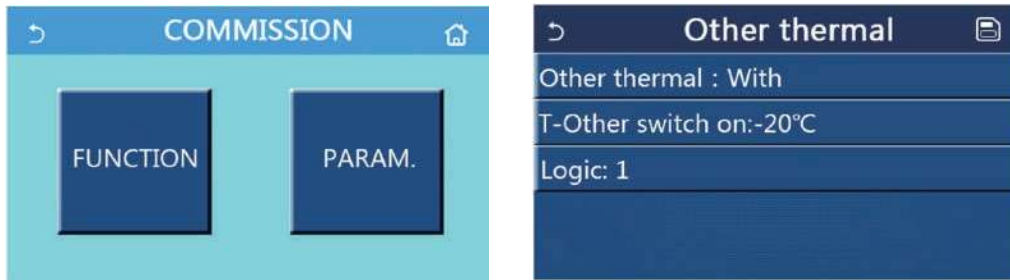 COMMISSION
FUNCTION
PARAM.
Other thermal
Other thermal : With
T-Other switch on:-20℃
Logic: 1